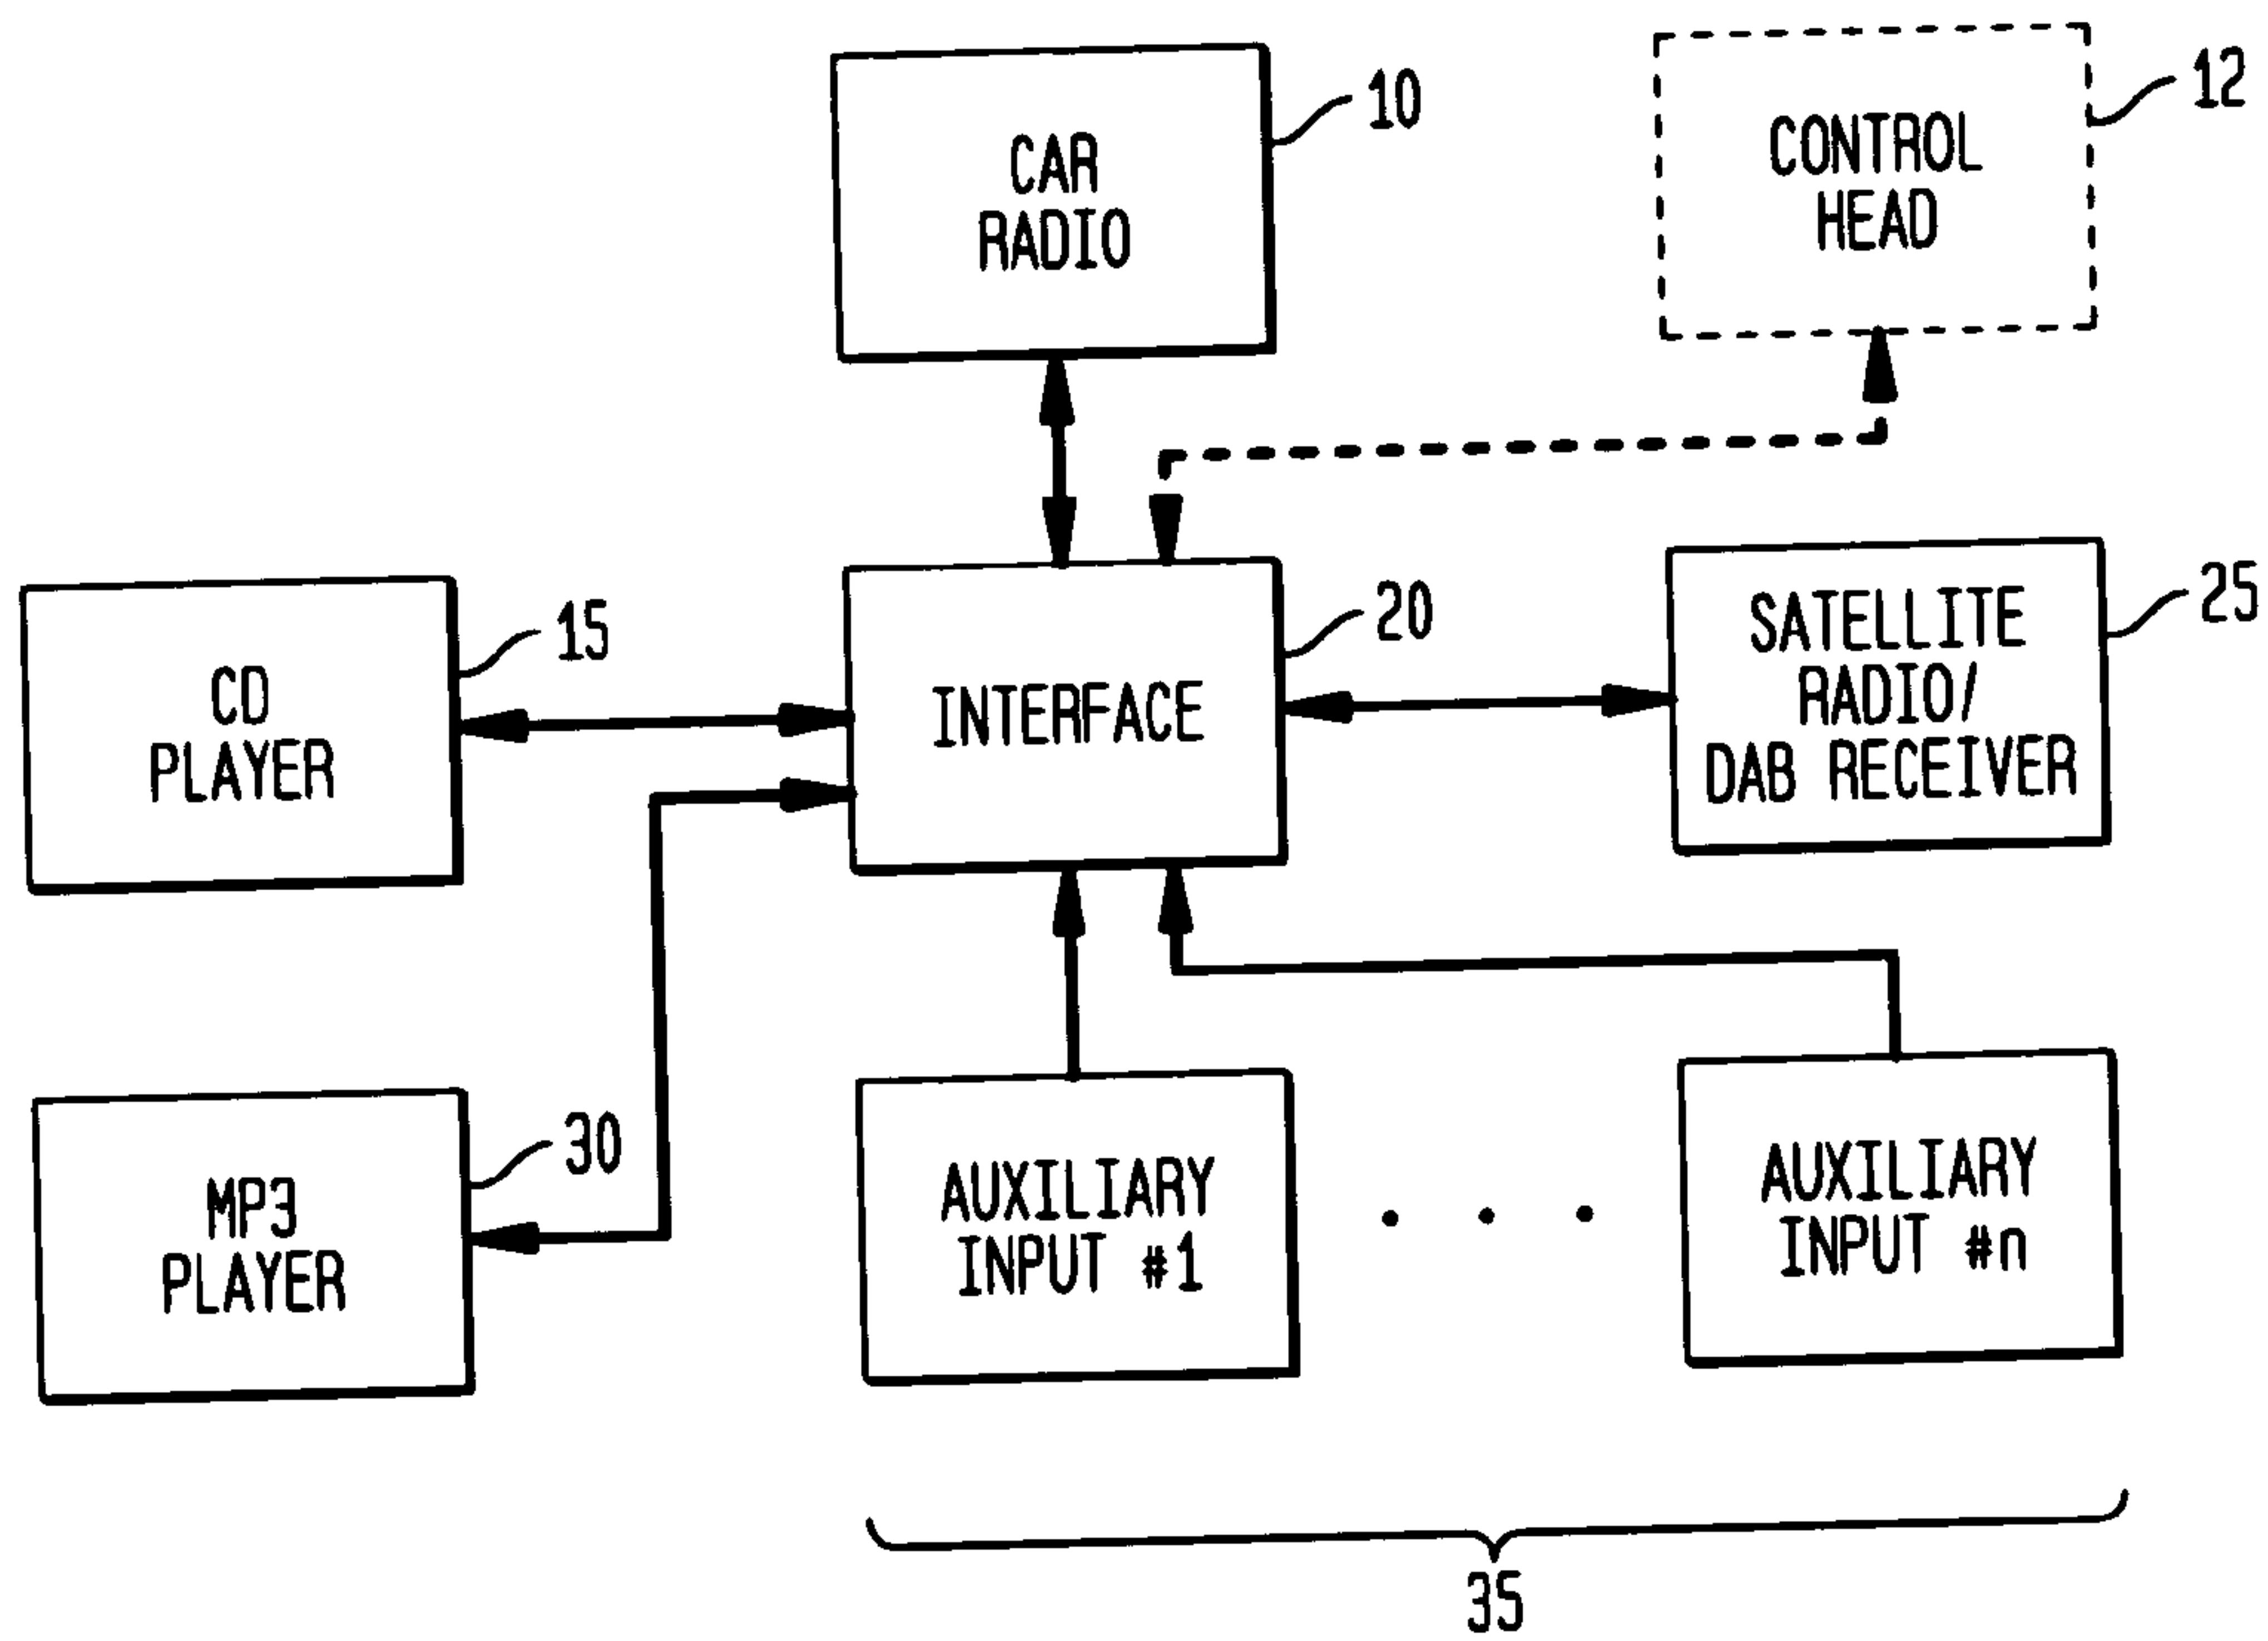 CAR
RADIO
10
CONTROL
HEAD
12
CD
PLAYER
15
INTERFACE
20
SATELLITE
RADIO/
DAB RECEIVER
25
MP3
PLAYER
30
AUXILIARY
INPUT #1
. . .
AUXILIARY
INPUT #n
35